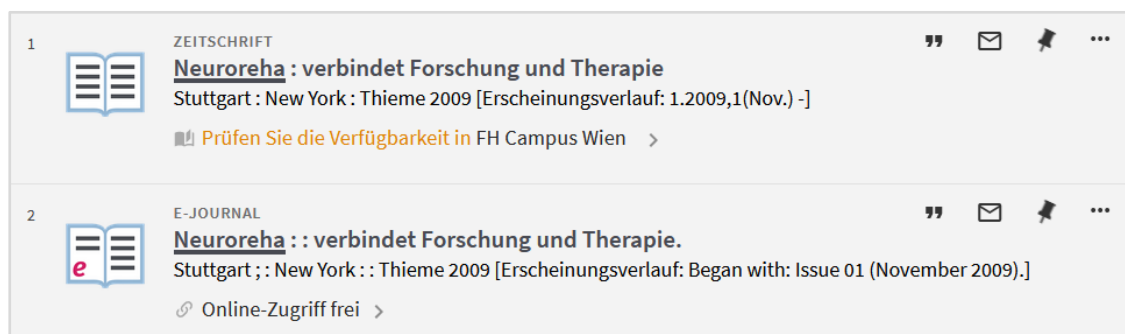 1
ZEITSCHRIFT
Neuroreha : verbindet Forschung und Therapie
Stuttgart : New York : Thieme 2009 [Erscheinungsverlauf: 1.2009,1(Nov.) -]
Prüfen Sie die Verfügbarkeit in FH Campus Wien
2
E-JOURNAL
Neuroreha : : verbindet Forschung und Therapie.
Stuttgart ; : New York : : Thieme 2009 [Erscheinungsverlauf: Began with: Issue 01 (November 2009).]
e
Online-Zugriff frei